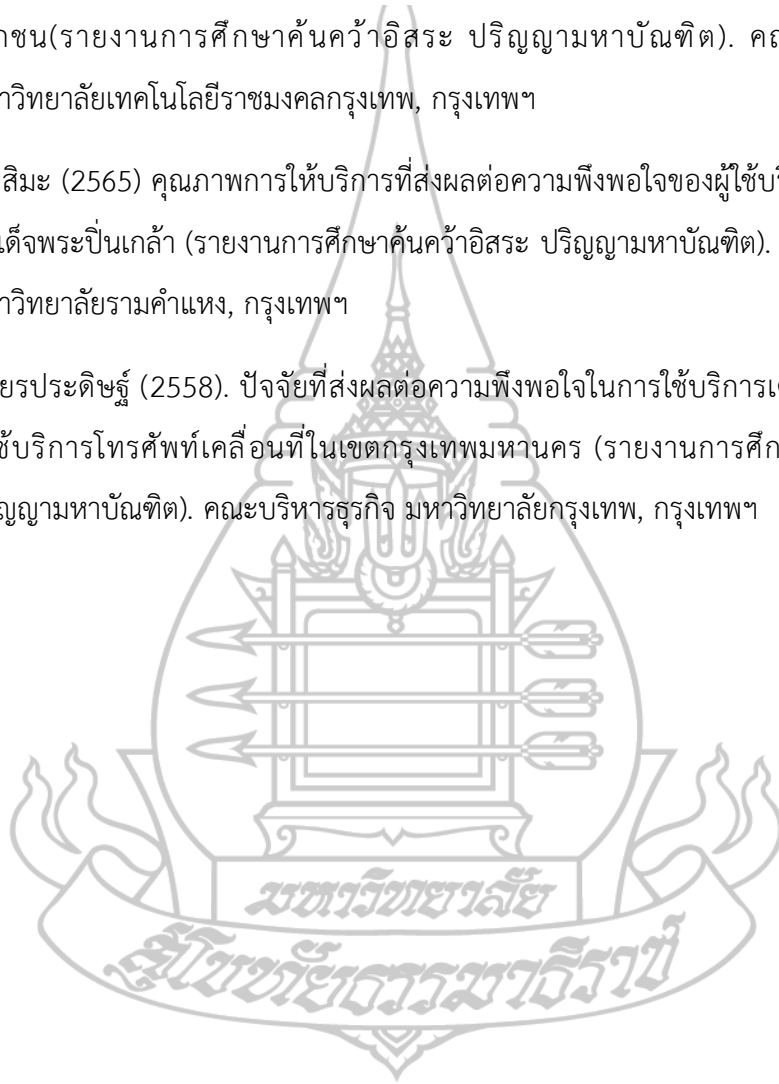 กชน(รายงานการศึกษาค้นคว้าอิสระ ปริญญามหาบัณฑิต). คณ
าวิทยาลัยเทคโนโลยีราชมงคลกรุงเทพ, กรุงเทพฯ
สิมะ (2565) คุณภาพการให้บริการที่ส่งผลต่อความพึงพอใจของผู้ใช้บริ
เด็จพระปิ่นเกล้า (รายงานการศึกษาค้นคว้าอิสระ ปริญญามหาบัณฑิต).
าวิทยาลัยรามคำแหง, กรุงเทพฯ
ยรประดิษฐ์ (2558). ปัจจัยที่ส่งผลต่อความพึงพอใจในการใช้บริการเ
ช้บริการโทรศัพท์เคลื่อนที่ในเขตกรุงเทพมหานคร (รายงานการศึก
ญญามหาบัณฑิต). คณะบริหารธุรกิจ มหาวิทยาลัยกรุงเทพ, กรุงเทพฯ
มหาวิทยาลัย
สุโขทัยธรรมาธิราช